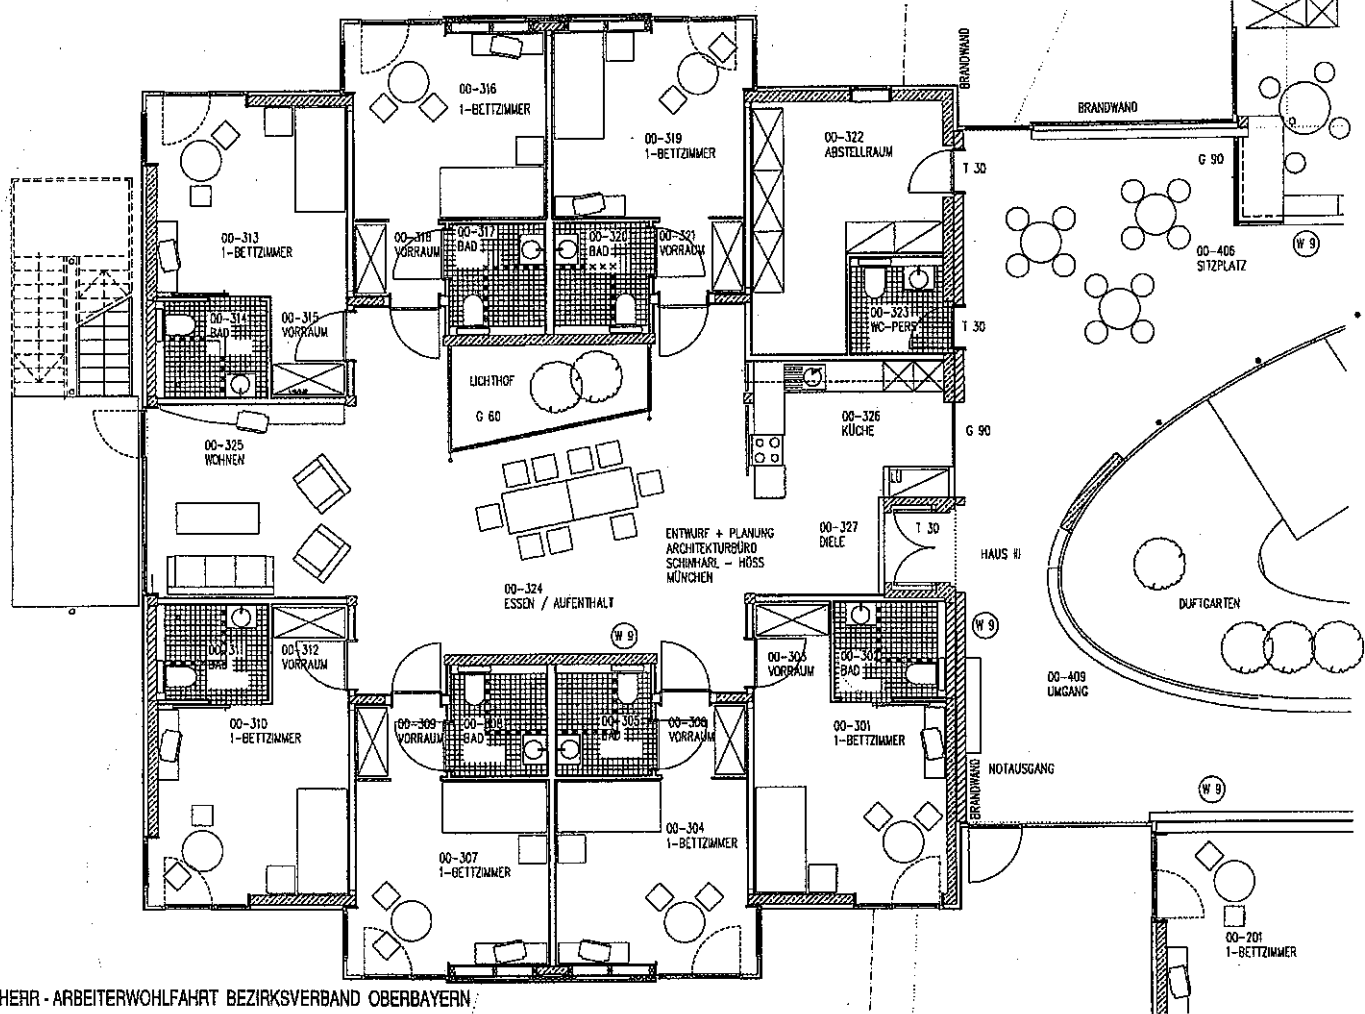 BRANDWAND
BRANDWAND
00-316
1-BETTZIMMER
00-319
1-BETTZIMMER
00-322
ABSTELLRAUM
T 30
G 90
00-313
1-BETTZIMMER
00-318
VORRAUM
00-317
BAD
00-320
BAD
00-321
VORRAUM
00-406
SITZPLATZ
W 9
00-314
BAD
00-315
VORRAUM
00-323
WC-PERS
T 30
LICHTHOF
G 60
00-325
WOHNEN
00-326
KÜCHE
G 90
LÜ
ENTWURF + PLANUNG
ARCHITEKTURBÜRO
SCHINHARL - HÖSS
MÜNCHEN
00-327
DIELE
T 30
HAUS III
00-324
ESSEN / AUFENTHALT
DUFTGARTEN
W 9
W 9
00-311
BAD
00-312
VORRAUM
00-303
VORRAUM
00-302
BAD
00-409
UMGANG
00-310
1-BETTZIMMER
00-309
VORRAUM
00-308
BAD
00-305
BAD
00-306
VORRAUM
00-301
1-BETTZIMMER
BRANDWAND
NOTAUSGANG
W 9
00-307
1-BETTZIMMER
00-304
1-BETTZIMMER
00-201
1-BETTZIMMER
HERR - ARBEITERWOHLFAHRT BEZIRKSVERBAND OBERBAYERN